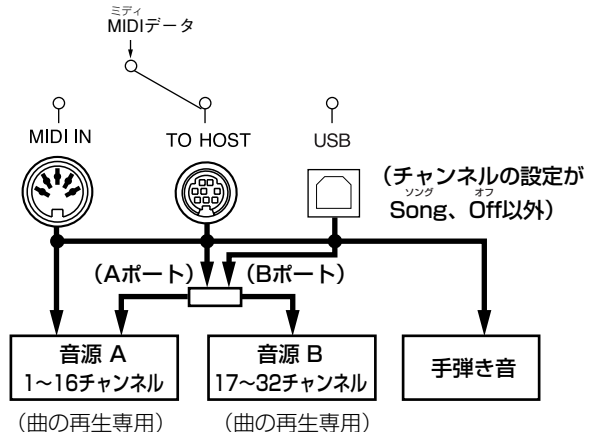 ミディ
MIDIデータ
MIDI IN
TO HOST
USB
(チャンネルの設定が
ソング オフ
Song、Off以外)
(Aポート)
(Bポート)
音源 A
1~16チャンネル
音源 B
17~32チャンネル
手弾き音
(曲の再生専用)
(曲の再生専用)